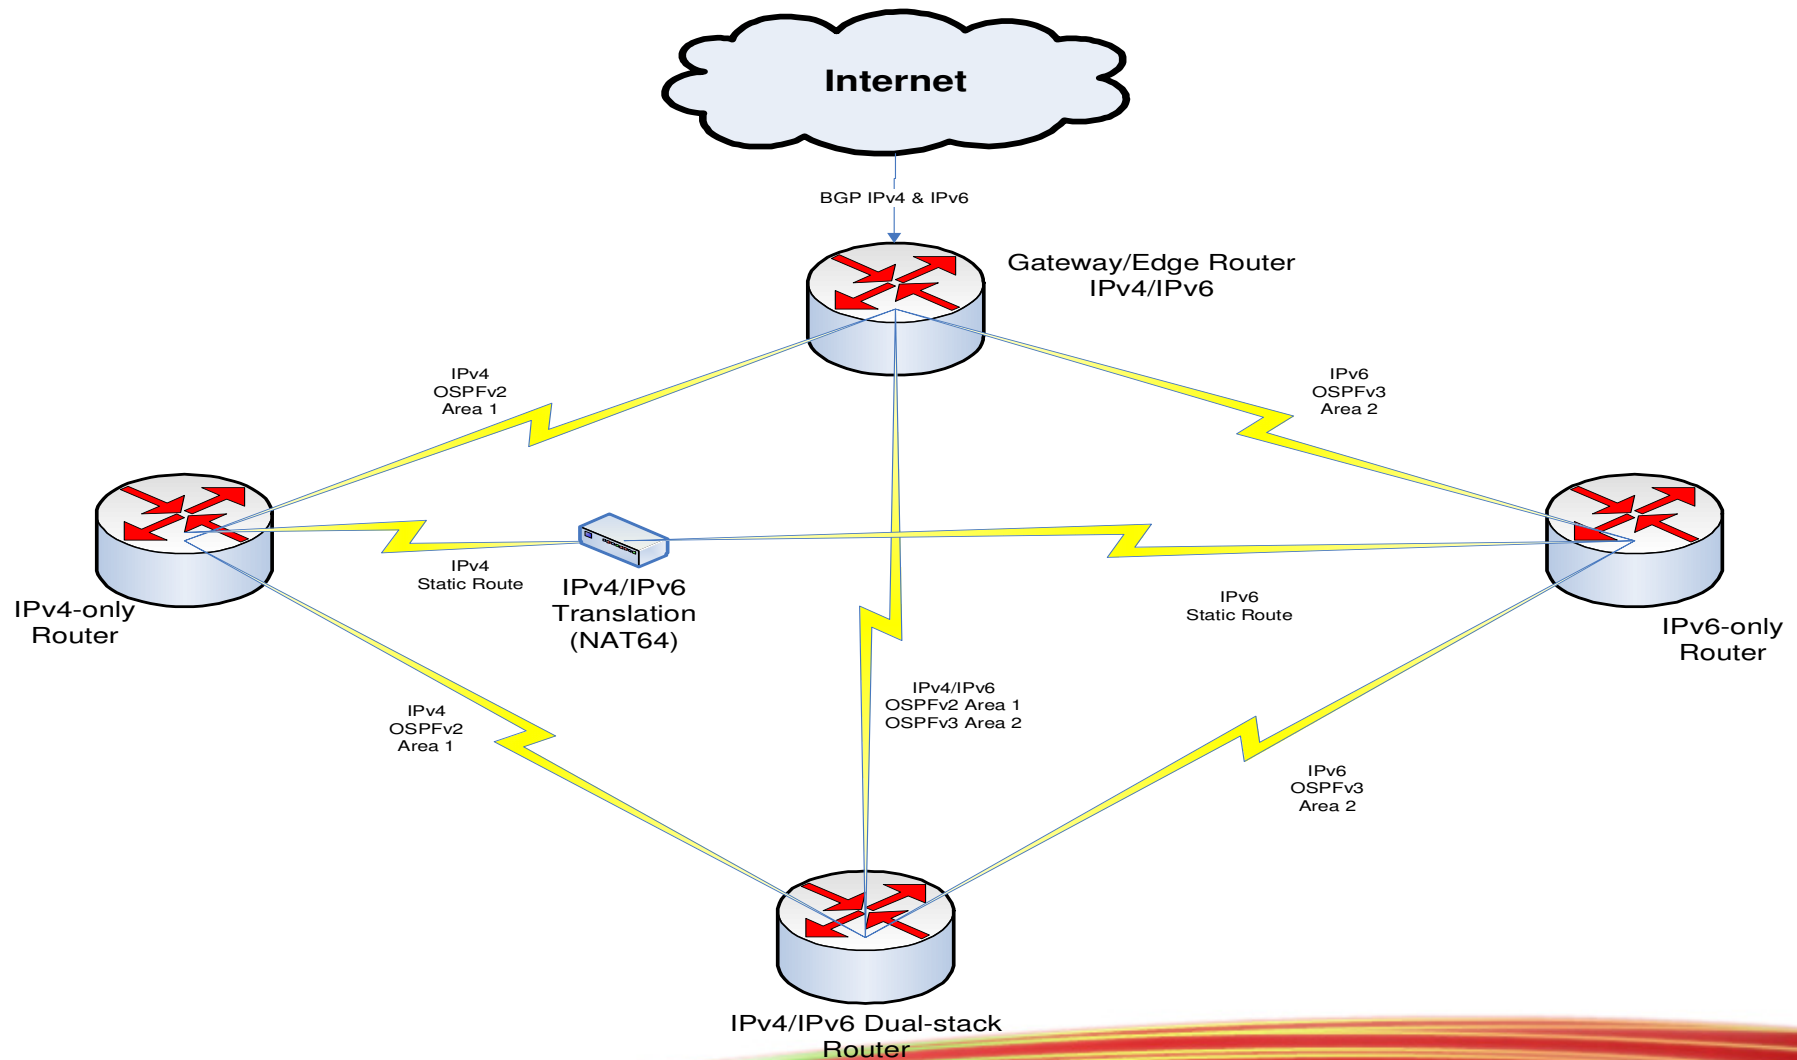 Internet
BGP IPv4 & IPv6
Gateway/Edge Router
IPv4/IPv6
IPv4
OSPFv2
Area 1
IPv6
OSPFv3
Area 2
IPv4
Static Route
IPv4/IPv6
Translation
(NAT64)
IPv6
Static Route
IPv4-only
Router
IPv6-only
Router
IPv4
OSPFv2
Area 1
IPv4/IPv6
OSPFv2 Area 1
OSPFv3 Area 2
IPv6
OSPFv3
Area 2
IPv4/IPv6 Dual-stack
Router